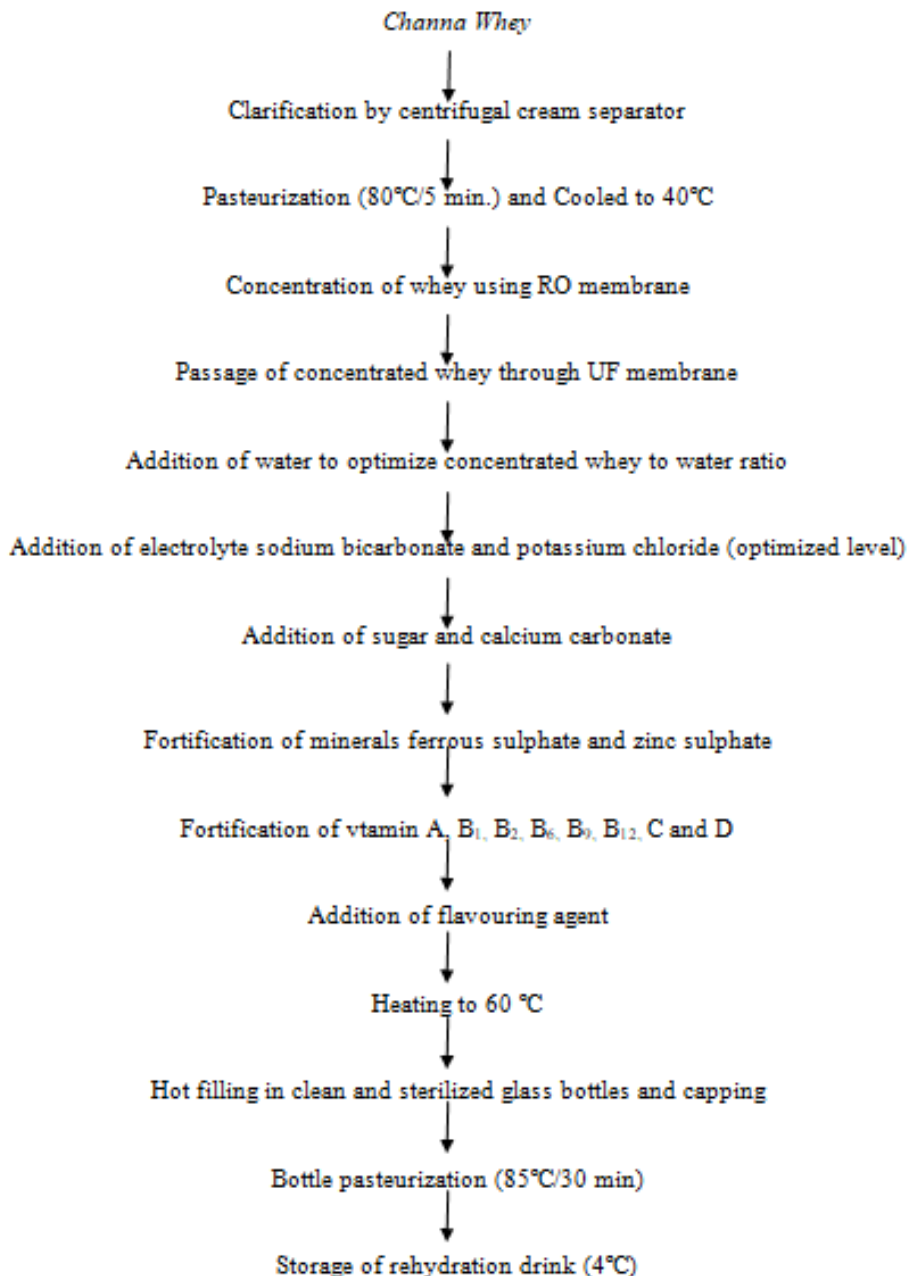 Channa Whey
Clarification by centrifugal cream separator
Pasteurization (80℃/5 min.) and Cooled to 40℃
Concentration of whey using RO membrane
Passage of concentrated whey through UF membrane
Addition of water to optimize concentrated whey to water ratio
Addition of electrolyte sodium bicarbonate and potassium chloride (optimized level)
Addition of sugar and calcium carbonate
Fortification of minerals ferrous sulphate and zinc sulphate
Fortification of vtamin A, B₁, B₂, B₆, B₉, B₁₂, C and D
Addition of flavouring agent
Heating to 60 ℃
Hot filling in clean and sterilized glass bottles and capping
Bottle pasteurization (85℃/30 min)
Storage of rehydration drink (4℃)